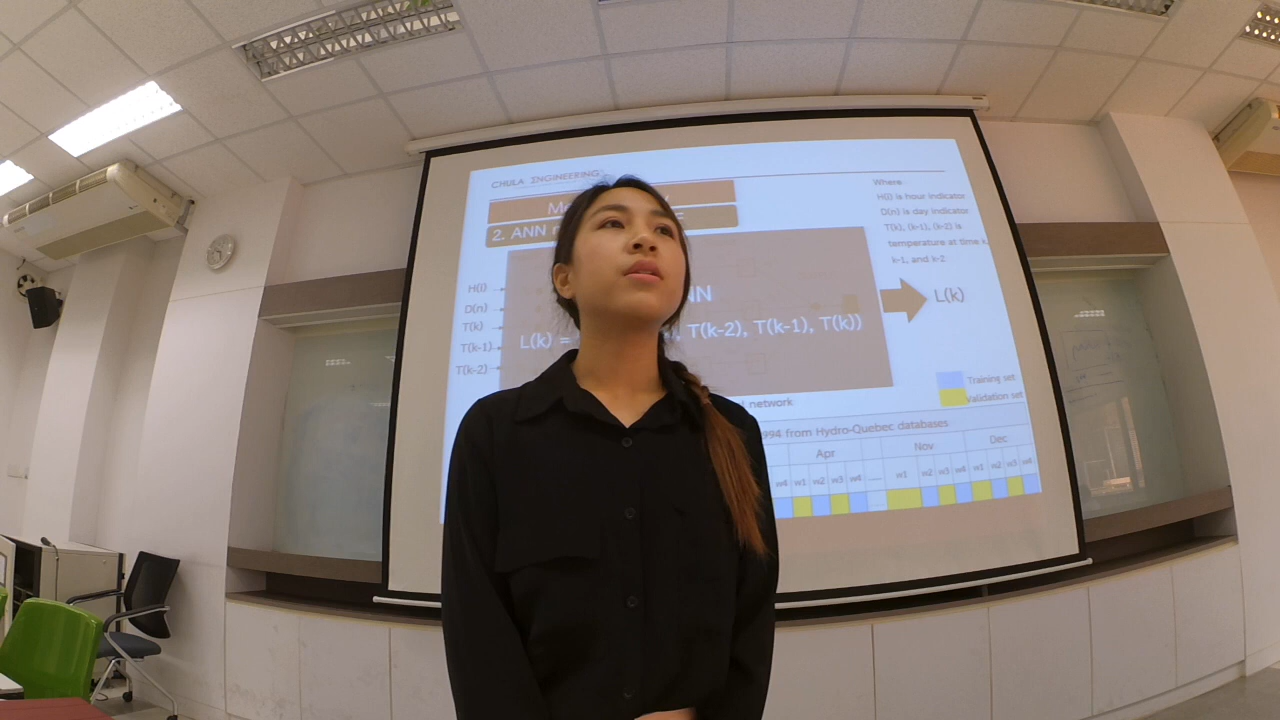 CHULA ENGINEERING
2. ANN
H(i)
D(n)
T(k)
T(k-1)
T(k-2)
NN
L(k) =
, T(k-2), T(k-1), T(k))
L(k)
Where
H(i) is hour indicator
D(n) is day indicator
T(k), (k-1), (k-2) is
temperature at time k,
k-1, and k-2
Training set
Validation set
network
994 from Hydro-Quebec databases
Apr Nov Dec
w4 w1 w2 w3 w4 ..... w1 w2 w3 w4 w1 w2 w3 w4